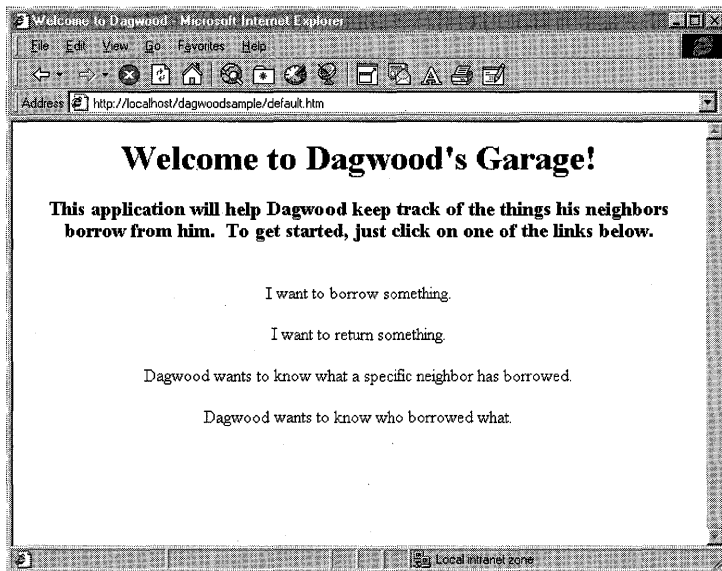 Welcome to Dagwood - Microsoft Internet Explorer
File Edit View Go Favorites Help
Address http://localhost/dagwoodsample/default.htm
Welcome to Dagwood's Garage!
This application will help Dagwood keep track of the things his neighbors
borrow from him. To get started, just click on one of the links below.
I want to borrow something.
I want to return something.
Dagwood wants to know what a specific neighbor has borrowed.
Dagwood wants to know who borrowed what.
Local intranet zone